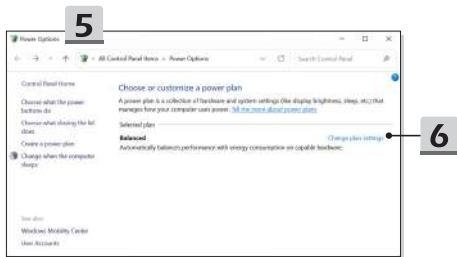 5
Power Options
All Control Panel Items > Power Options
Search Control Panel
Control Panel Home
Choose what the power
buttons do
Choose what closing the lid
does
Create a power plan
Change when the computer
sleeps
Choose or customize a power plan
A power plan is a collection of hardware and system settings (like display brightness, sleep, etc.) that
manages how your computer uses power. Tell me more about power plans
Selected plan
Balanced
Change plan settings
Automatically balances performance with energy consumption on capable hardware.
6
See also
Windows Mobility Center
User Accounts